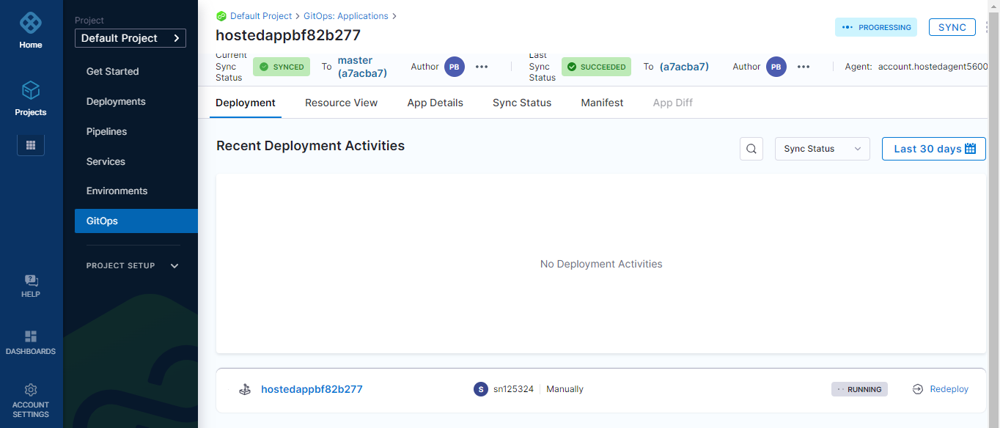 Home
Projects
HELP
DASHBOARDS
ACCOUNT
SETTINGS
Project
Default Project
Get Started
Deployments
Pipelines
Services
Environments
GitOps
PROJECT SETUP
Default Project > GitOps: Applications >
hostedappbf82b277
PROGRESSING
SYNC
Current
Sync
Status
SYNCED
To
master
(a7acba7)
Author PB
Last
Sync
Status
SUCCEEDED
To (a7acba7)
Author PB
Agent: account.hostedagent5600
Deployment Resource View App Details Sync Status Manifest App Diff
Recent Deployment Activities
Sync Status
Last 30 days
No Deployment Activities
hostedappbf82b277 S sn125324 Manually RUNNING Redeploy